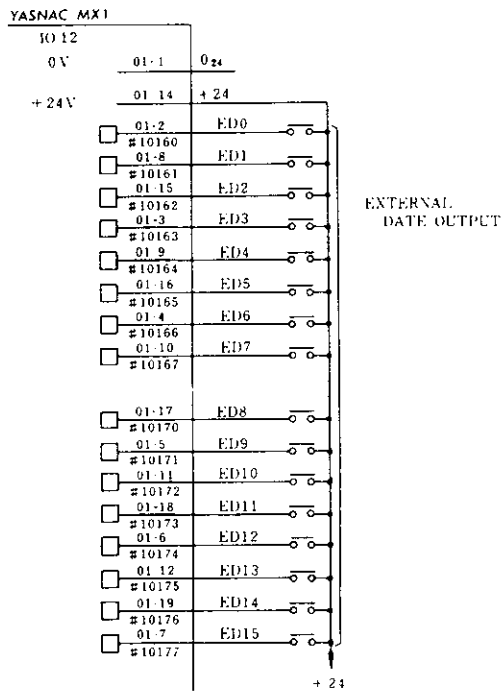 YASNAC MX1
IO 12
0V 01-1 0₂₄
+24V 01-14 +24
01-2 ED0
#10160
01-8 ED1
#10161
01-15 ED2
#10162
01-3 ED3
#10163
01-9 ED4
#10164
01-16 ED5
#10165
01-4 ED6
#10166
01-10 ED7
#10167
EXTERNAL
DATE OUTPUT
01-17 ED8
#10170
01-5 ED9
#10171
01-11 ED10
#10172
01-18 ED11
#10173
01-6 ED12
#10174
01-12 ED13
#10175
01-19 ED14
#10176
01-7 ED15
#10177
+24